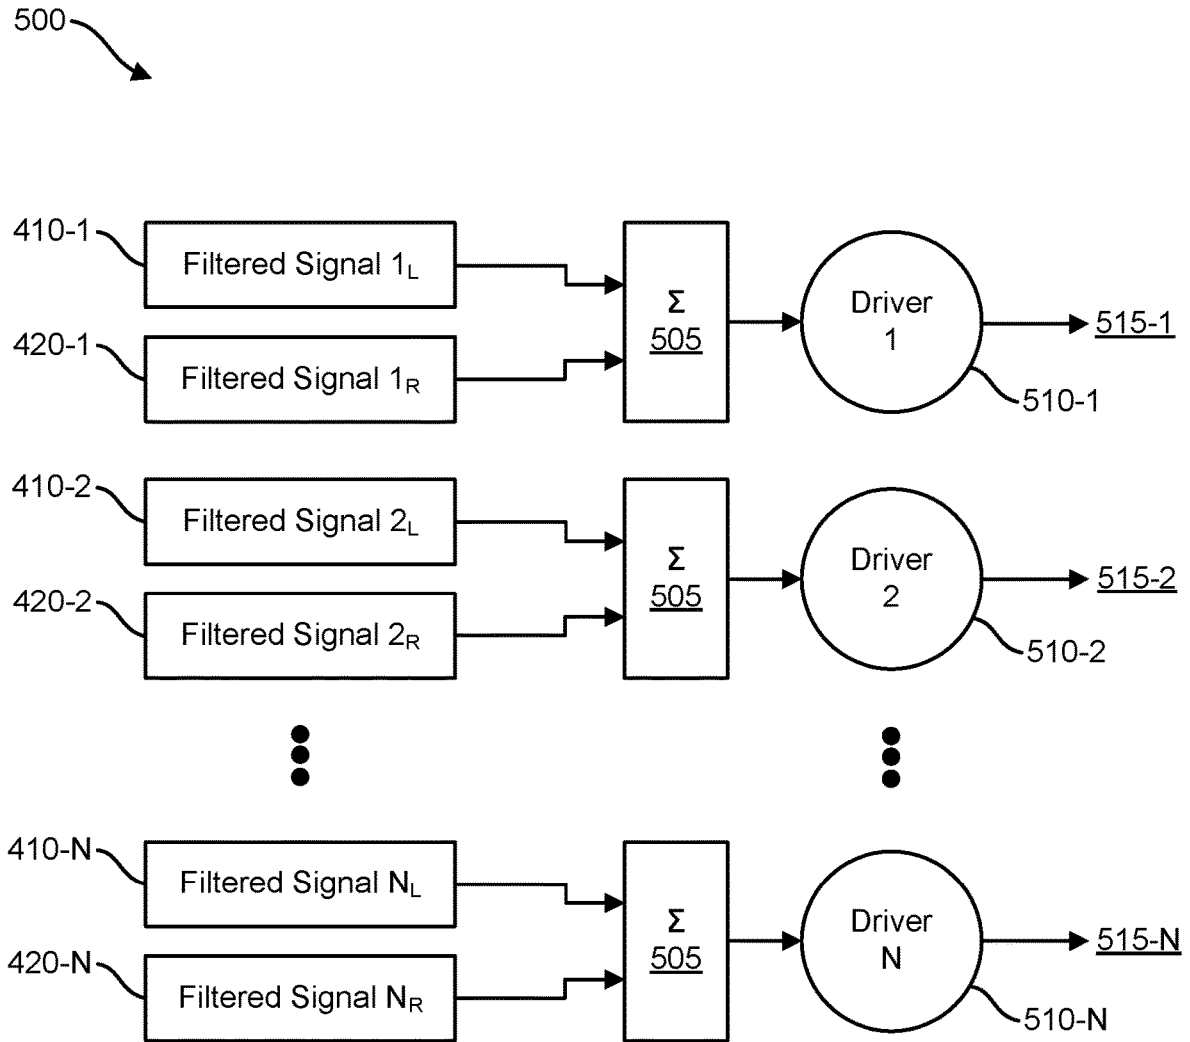 500
410-1
Filtered Signal 1L
420-1
Filtered Signal 1R
Σ
505
Driver
1
515-1
510-1
410-2
Filtered Signal 2L
420-2
Filtered Signal 2R
Σ
505
Driver
2
515-2
510-2
410-N
Filtered Signal NL
420-N
Filtered Signal NR
Σ
505
Driver
N
515-N
510-N